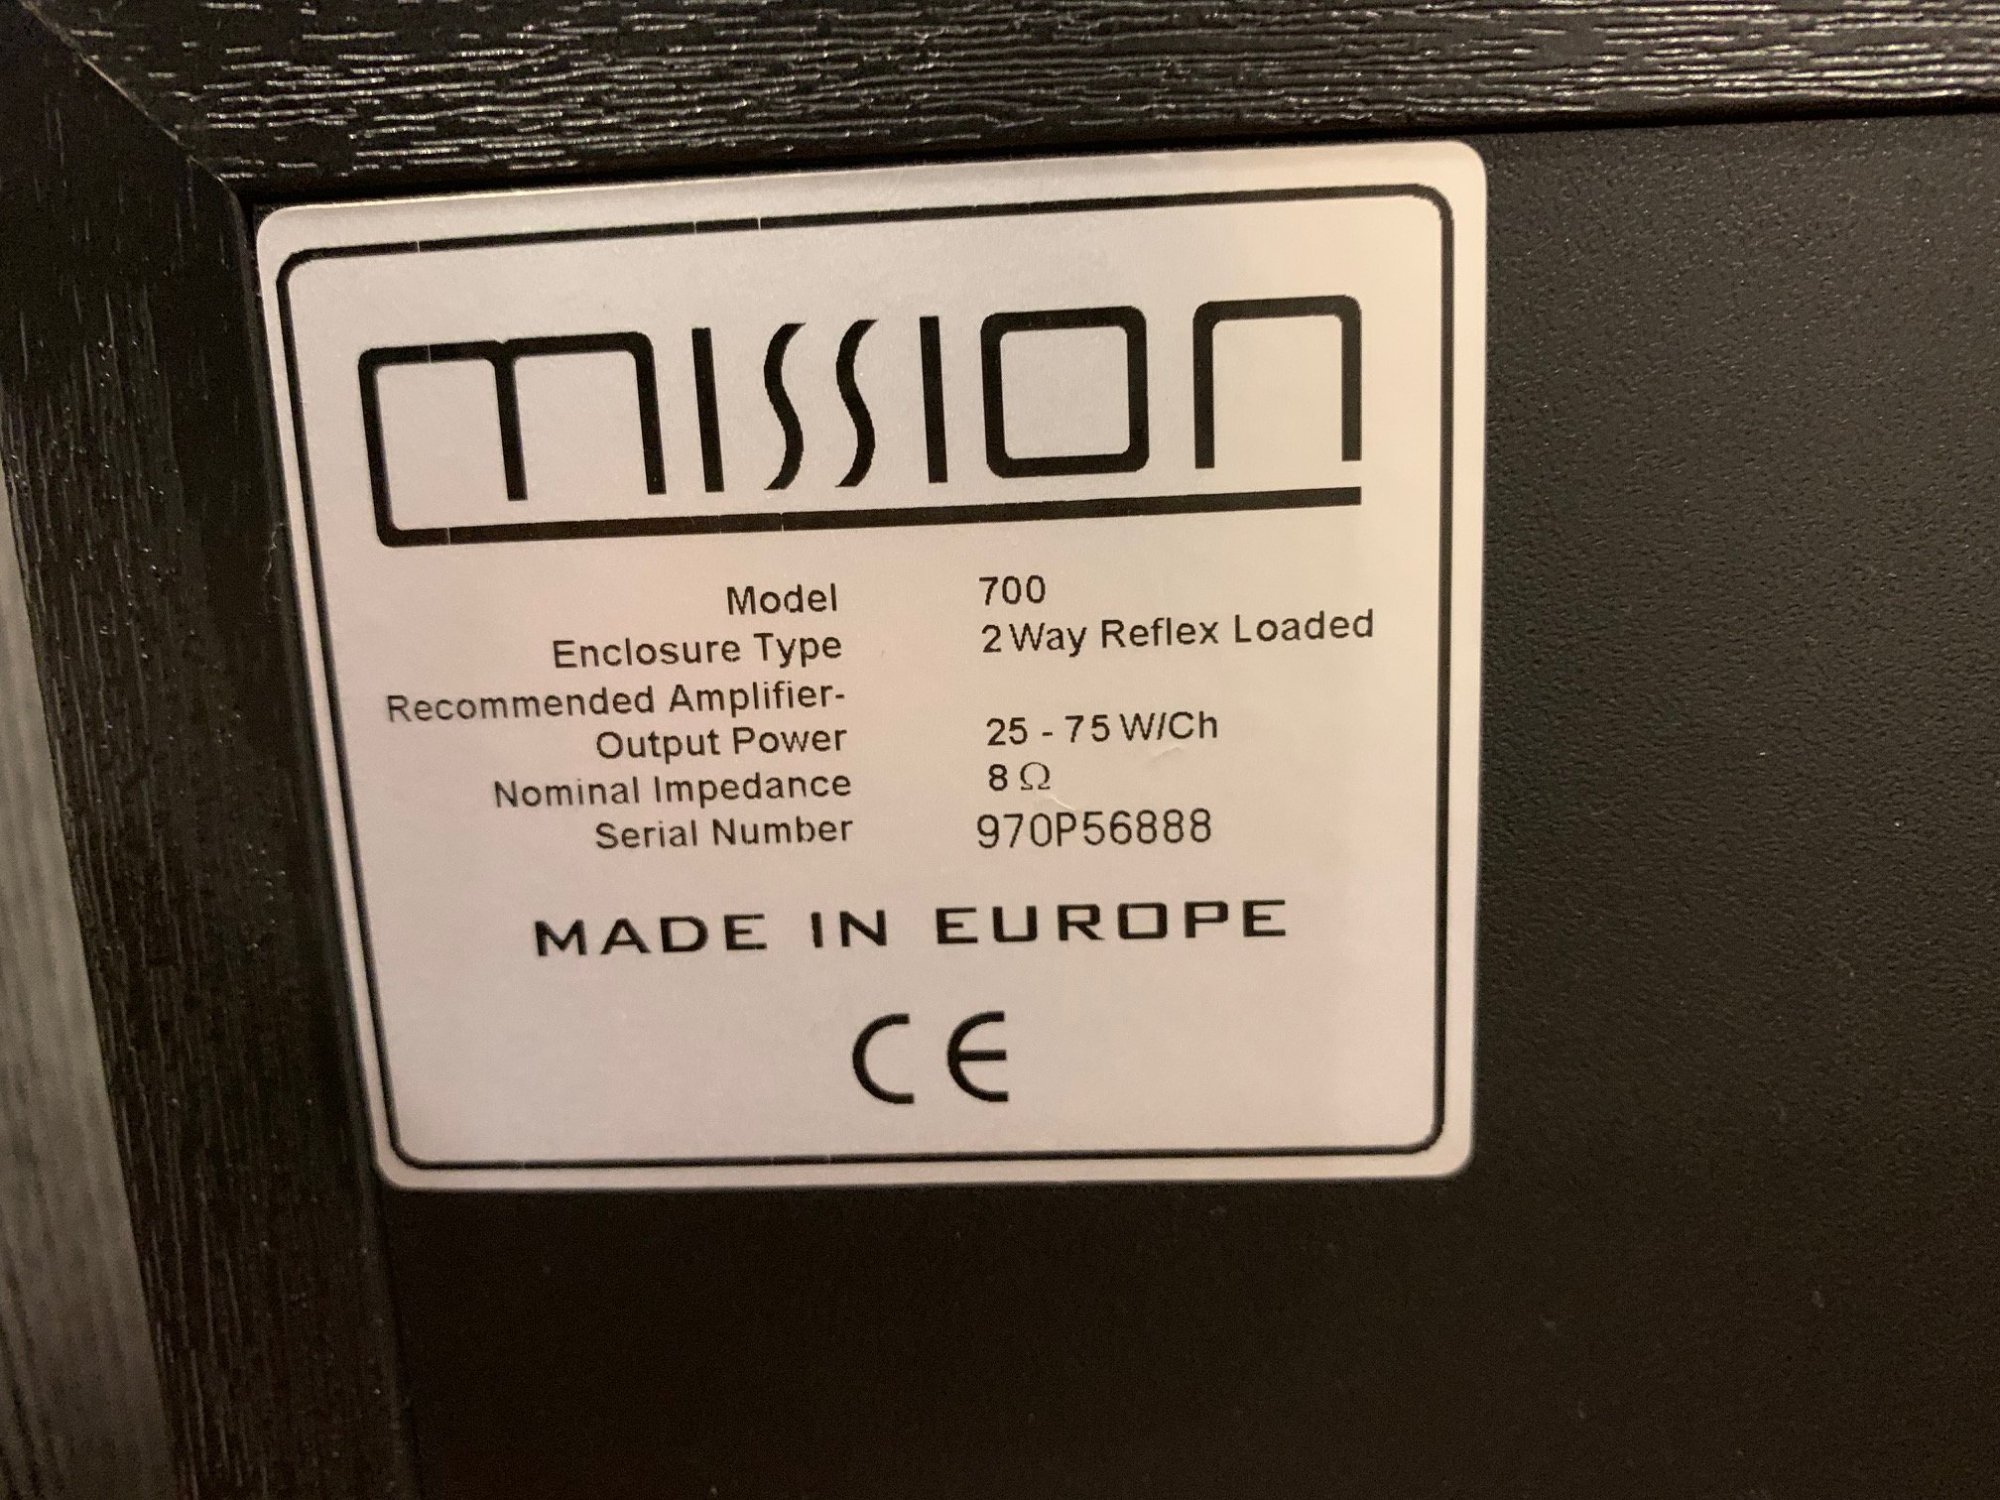 mission
Model 700
Enclosure Type 2 Way Reflex Loaded
Recommended Amplifier-
Output Power 25 - 75 W/Ch
Nominal Impedance 8 Ω
Serial Number 970P56888
MADE IN EUROPE
CE